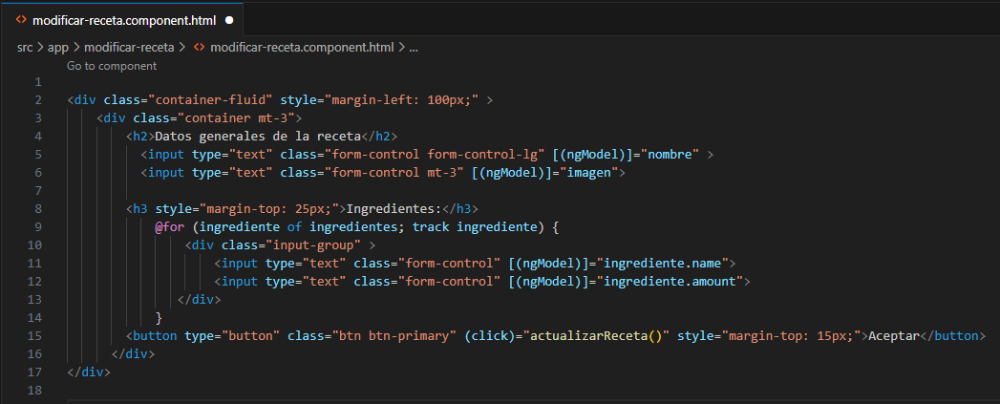 modificar-receta.component.html
src > app > modificar-receta > modificar-receta.component.html > ...
Go to component
1
2 <div class="container-fluid" style="margin-left: 100px;" >
3 <div class="container mt-3">
4 <h2>Datos generales de la receta</h2>
5 <input type="text" class="form-control form-control-lg" [(ngModel)]="nombre" >
6 <input type="text" class="form-control mt-3" [(ngModel)]="imagen">
7
8 <h3 style="margin-top: 25px;">Ingredientes:</h3>
9 @for (ingrediente of ingredientes; track ingrediente) {
10 <div class="input-group" >
11 <input type="text" class="form-control" [(ngModel)]="ingrediente.name">
12 <input type="text" class="form-control" [(ngModel)]="ingrediente.amount">
13 </div>
14 }
15 <button type="button" class="btn btn-primary" (click)="actualizarReceta()" style="margin-top: 15px;">Aceptar</button>
16 </div>
17 </div>
18